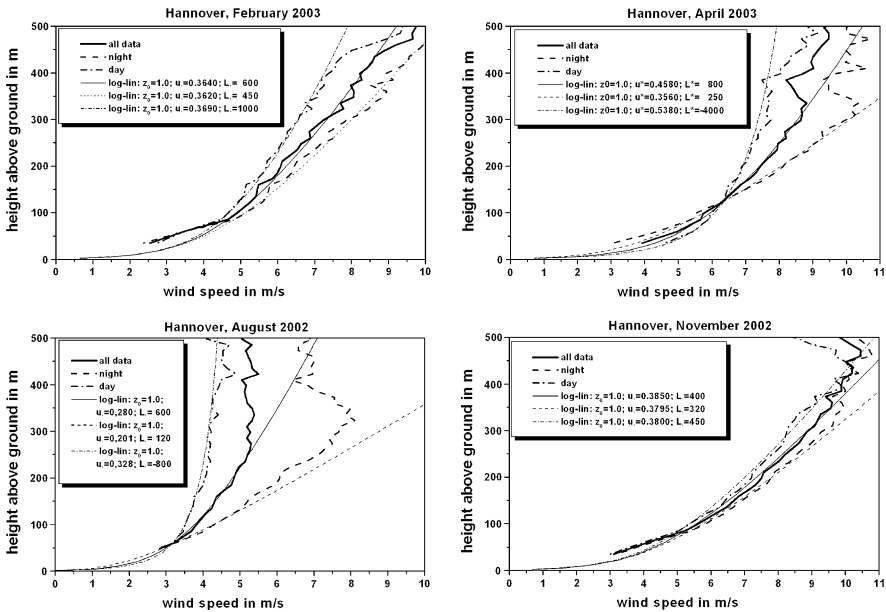 Hannover, February 2003
height above ground in m
500
400
300
200
100
0
all data
night
day
log-lin: z₀=1.0; u.=0.3640; L.= 600
log-lin: z₀=1.0; u.=0.3620; L.= 450
log-lin: z₀=1.0; u.=0.3690; L.=1000
0 1 2 3 4 5 6 7 8 9 10
wind speed in m/s
Hannover, April 2003
height above ground in m
500
400
300
200
100
0
all data
night
day
log-lin: z0=1.0; u*=0.4580; L*= 800
log-lin: z0=1.0; u*=0.3560; L*= 250
log-lin: z0=1.0; u*=0.5380; L*=-4000
0 1 2 3 4 5 6 7 8 9 10 11
wind speed in m/s
Hannover, August 2002
height above ground in m
500
400
300
200
100
0
all data
night
day
log-lin: z₀=1.0;
u.=0,280; L.= 600
log-lin: z₀=1.0;
u.=0,201; L.= 120
log-lin: z₀=1.0;
u.=0,328; L.=-800
0 1 2 3 4 5 6 7 8 9 10
wind speed in m/s
Hannover, November 2002
height above ground in m
500
400
300
200
100
0
all data
night
day
log-lin: z₀=1.0; u.=0.3850; L.=400
log-lin: z₀=1.0; u.=0.3795; L.=320
log-lin: z₀=1.0; u.=0.3800; L.=450
0 1 2 3 4 5 6 7 8 9 10 11
wind speed in m/s